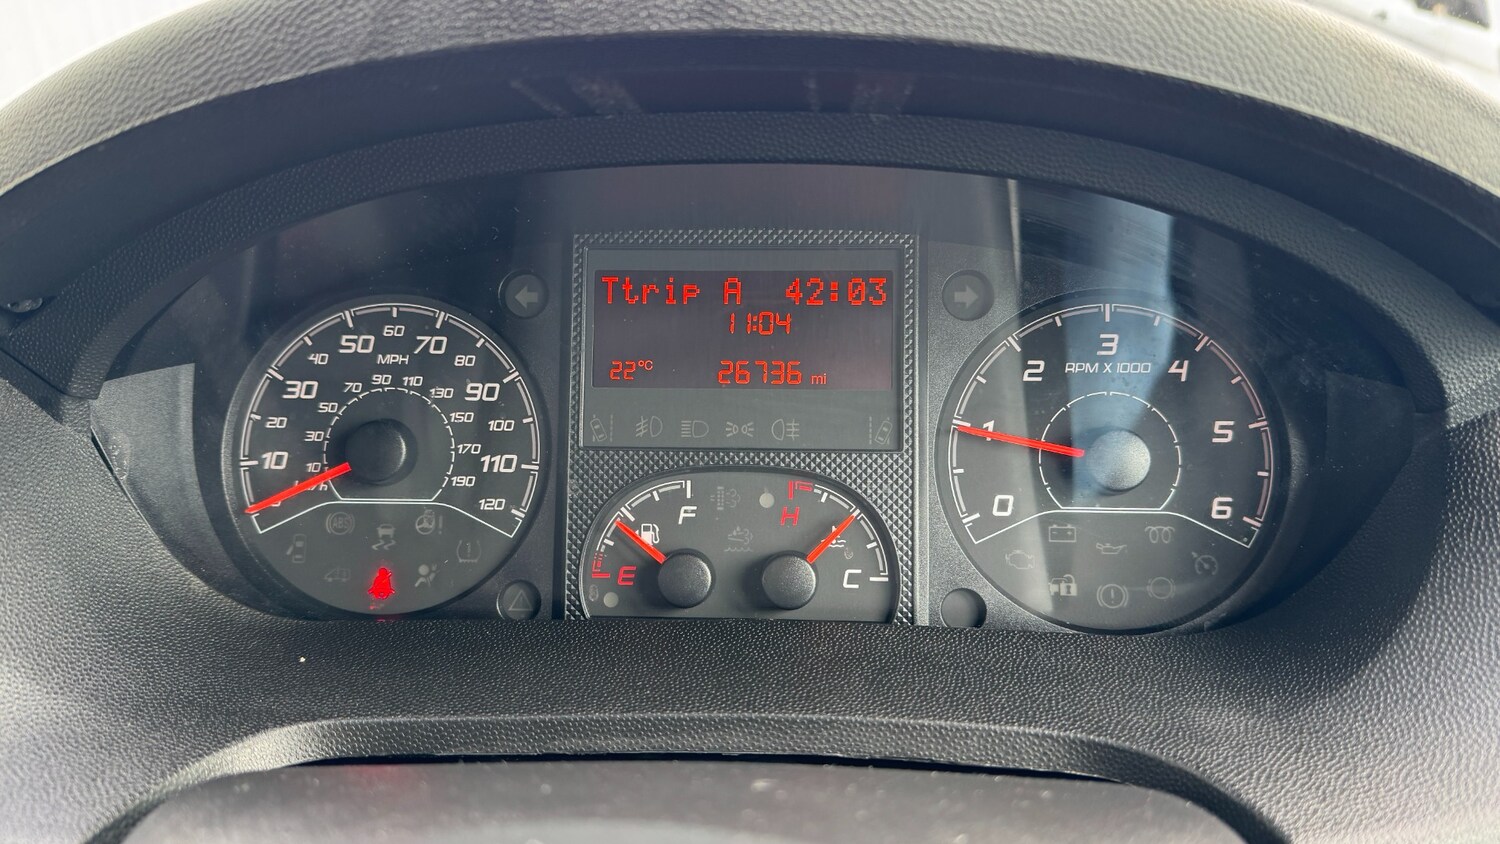 Ttrip A 42:03
11:04
22°C 26736 mi
MPH
10 20 30 40 50 60 70 80 90 100 110 120
10 30 50 70 90 110 130 150 170 190
km/h
ABS
RPM X 1000
0 1 2 3 4 5 6
E F
H C